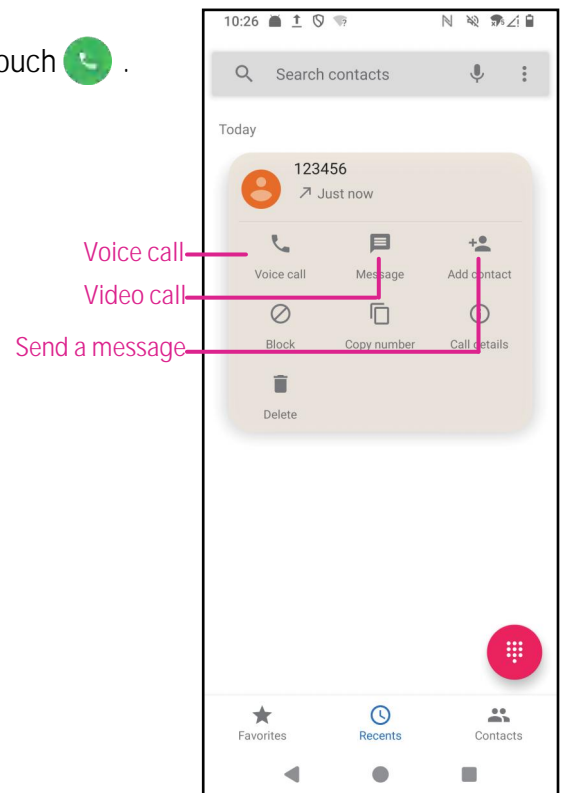 10:26
ouch .
Search contacts
Today
123456
Just now
Voice call
Video call
Send a message
Voice call Message Add contact
Block Copy number Call details
Delete
Favorites Recents Contacts